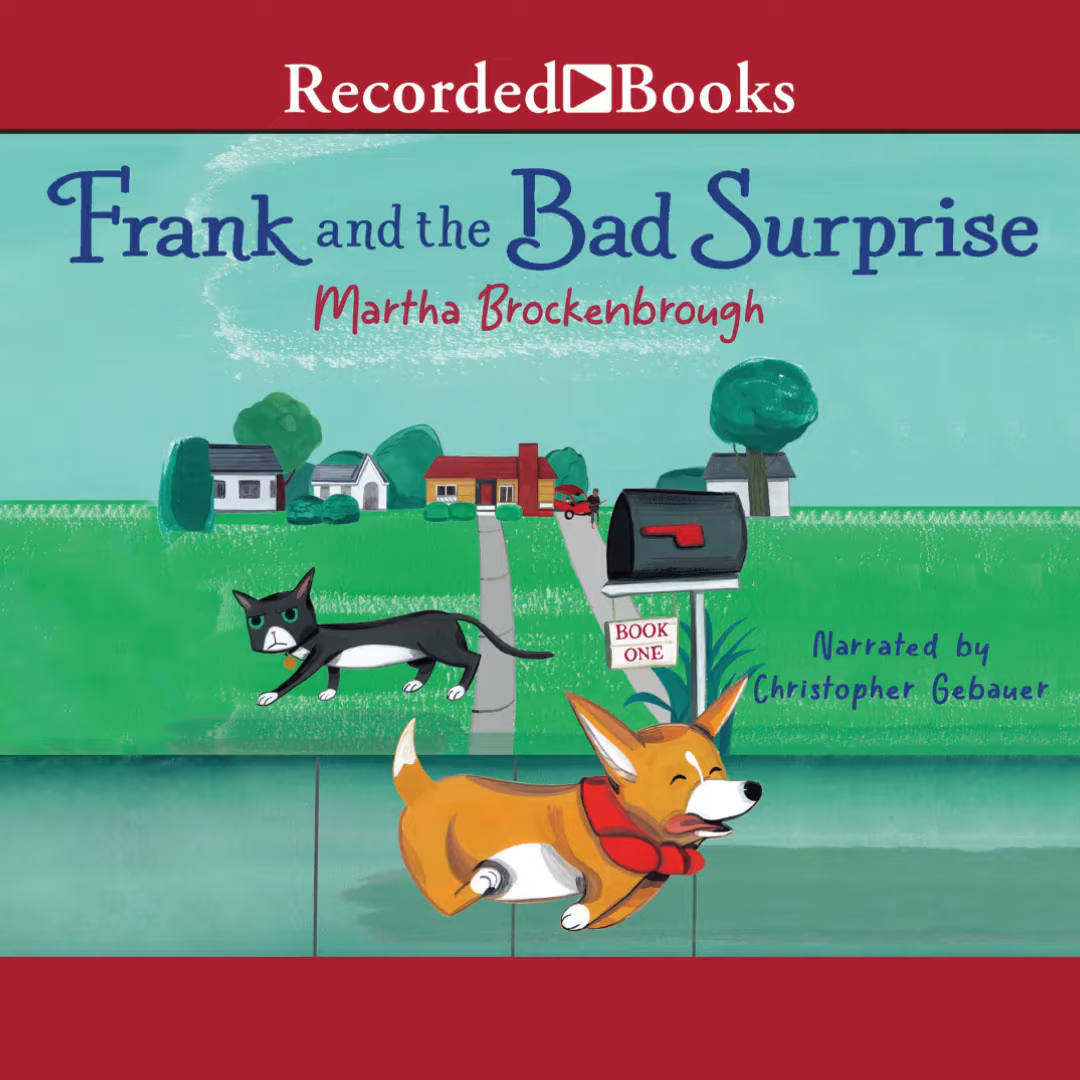 Recorded Books
Frank and the Bad Surprise
Martha Brockenbrough
BOOK
ONE
Narrated by
Christopher Gebauer